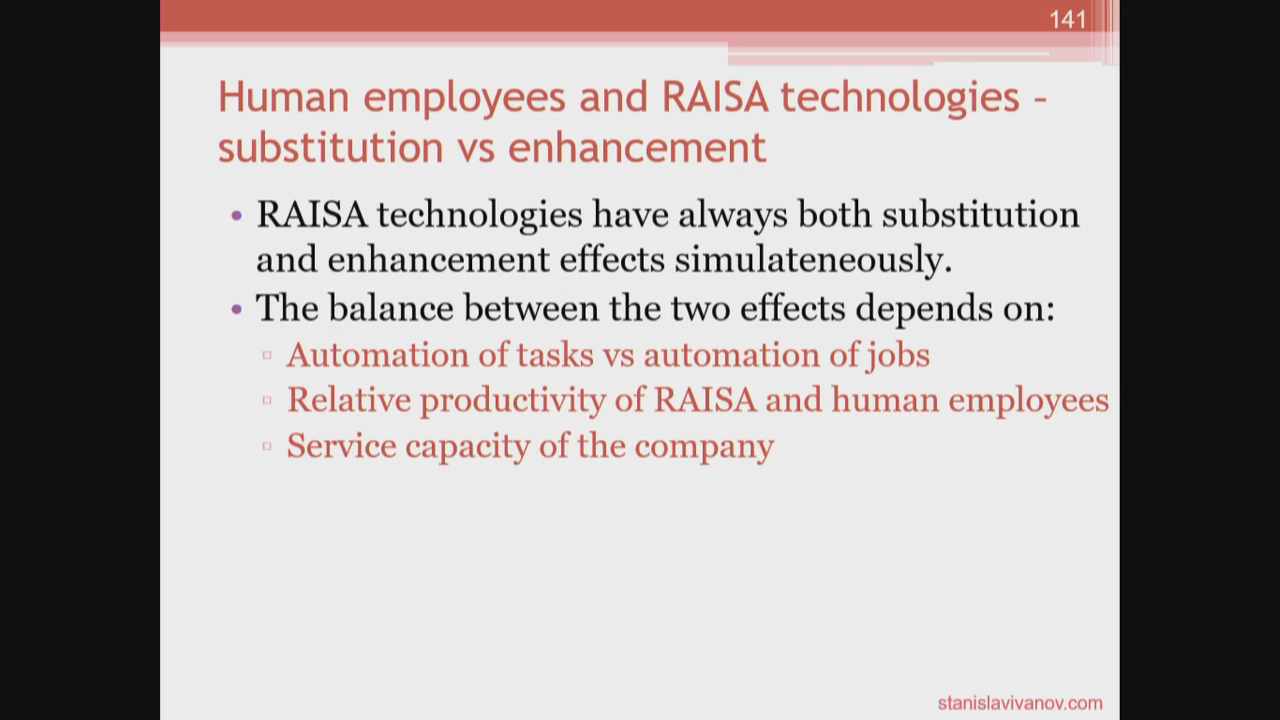 141
Human employees and RAISA technologies –
substitution vs enhancement
• RAISA technologies have always both substitution
and enhancement effects simulateneously.
• The balance between the two effects depends on:
▫ Automation of tasks vs automation of jobs
▫ Relative productivity of RAISA and human employees
▫ Service capacity of the company
stanislavivanov.com